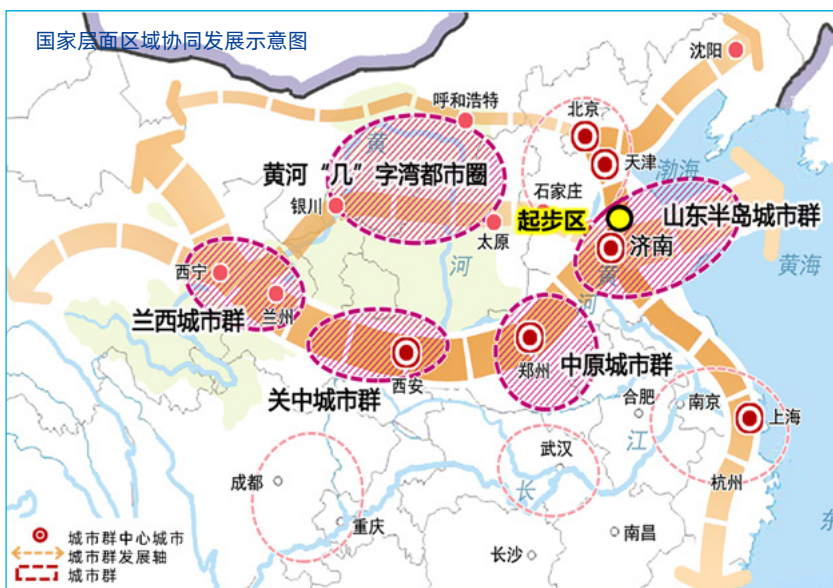 国家层面区域协同发展示意图
沈阳
呼和浩特
北京
天津
渤海
黄
黄河“几”字湾都市圈
石家庄
银川
起步区
山东半岛城市群
太原
济南
河
黄海
西宁
黄
兰州
河
兰西城市群
郑州
中原城市群
西安
关中城市群
合肥
南京
上海
江
武汉
成都
杭州
长
重庆
南昌
东
长沙
城市群中心城市
城市群发展轴
城市群